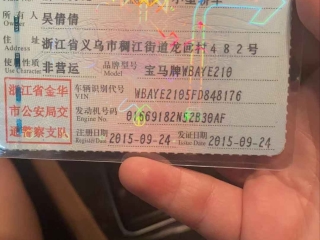 所有人 吴倩倩
住 址 浙江省义乌市稠江街道龙回村482号
Address
使用性质 非营运 品牌型号 宝马牌WBAYE210
Use Character Model
浙江省金华 车辆识别代号 WBAYE2105FD848176
VIN
市公安局交 发动机号码 01669182N52B30AF
Engine No.
通警察支队 注册日期 2015-09-24 发证日期 2015-09-24
Register Date Issue Date